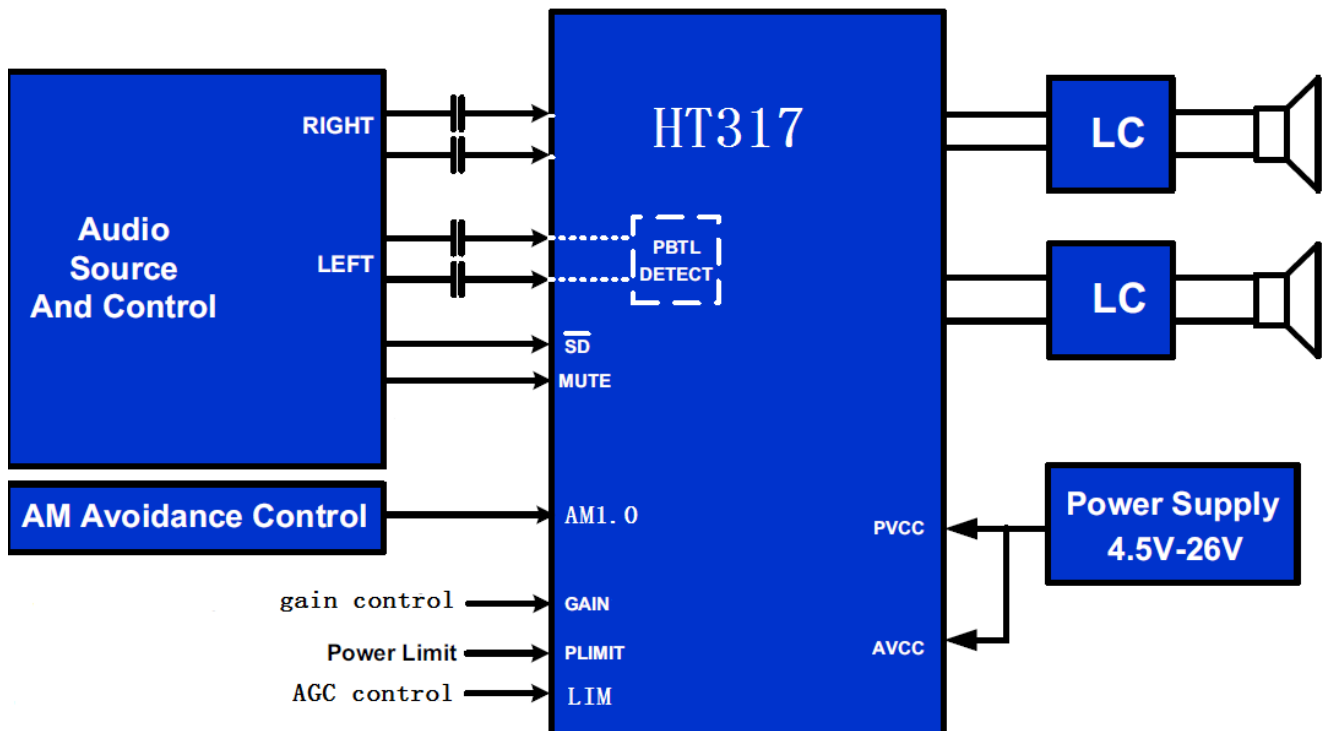 HT317
RIGHT
Audio
Source
And Control
LEFT
PBTL
DETECT
SD
MUTE
LC
LC
AM Avoidance Control
AM1.0
Power Supply
4.5V-26V
PVCC
gain control
GAIN
Power Limit
PLIMIT
AVCC
AGC control
LIM